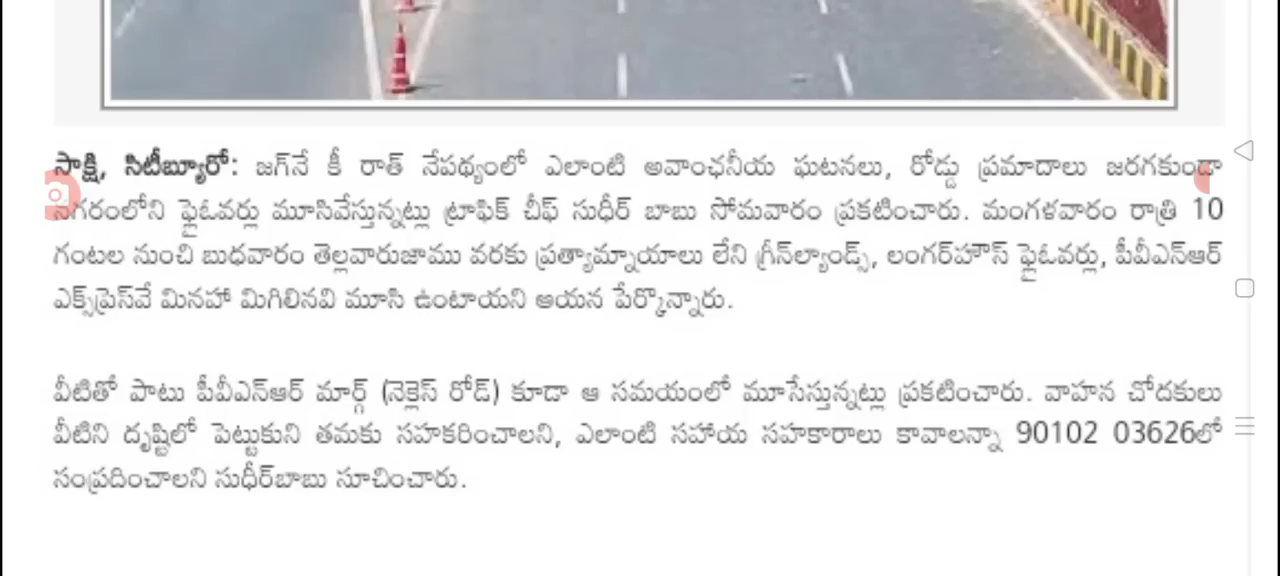 సాక్షి, సిటీబ్యూరో: జగ్‌నే కీ రాత్ నేపథ్యంలో ఎలాంటి అవాంఛనీయ ఘటనలు, రోడ్డు ప్రమాదాలు జరగకుండా
నగరంలోని ఫ్లైఓవర్లు మూసివేస్తున్నట్లు ట్రాఫిక్ చీఫ్ సుధీర్ బాబు సోమవారం ప్రకటించారు. మంగళవారం రాత్రి 10
గంటల నుంచి బుధవారం తెల్లవారుజాము వరకు ప్రత్యామ్నాయాలు లేని గ్రీన్‌ల్యాండ్స్, లంగర్‌హౌస్ ఫ్లైఓవర్లు, పీవీఎన్ఆర్
ఎక్స్‌ప్రెస్‌వే మినహా మిగిలినవి మూసి ఉంటాయని ఆయన పేర్కొన్నారు.
వీటితో పాటు పీవీఎన్ఆర్ మార్గ్ (నెక్లెస్ రోడ్) కూడా ఆ సమయంలో మూసేస్తున్నట్లు ప్రకటించారు. వాహన చోదకులు
వీటిని దృష్టిలో పెట్టుకుని తమకు సహకరించాలని, ఎలాంటి సహాయ సహకారాలు కావాలన్నా 90102 03626లో
సంప్రదించాలని సుధీర్‌బాబు సూచించారు.